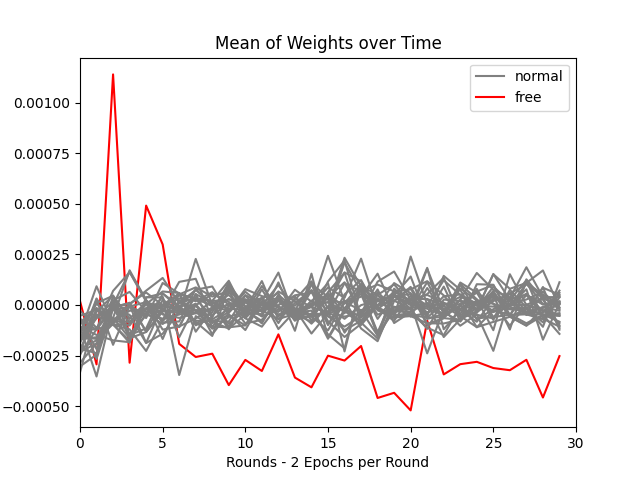 Mean of Weights over Time
normal
free
0.00100
0.00075
0.00050
0.00025
0.00000
−0.00025
−0.00050
0 5 10 15 20 25 30
Rounds - 2 Epochs per Round